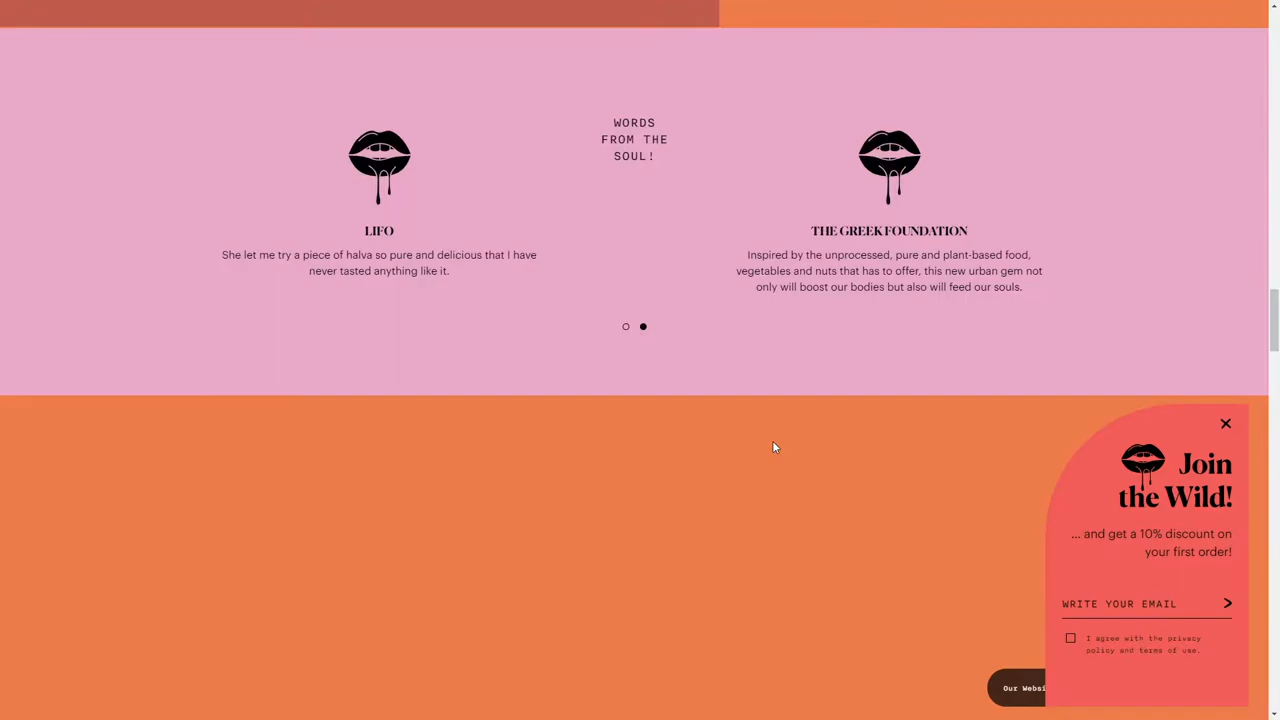 WORDS
FROM THE
SOUL!
LIFO
She let me try a piece of halva so pure and delicious that I have
never tasted anything like it.
THE GREEK FOUNDATION
Inspired by the unprocessed, pure and plant-based food,
vegetables and nuts that has to offer, this new urban gem not
only will boost our bodies but also will feed our souls.
Join
the Wild!
... and get a 10% discount on
your first order!
WRITE YOUR EMAIL
I agree with the privacy
policy and terms of use.
Our